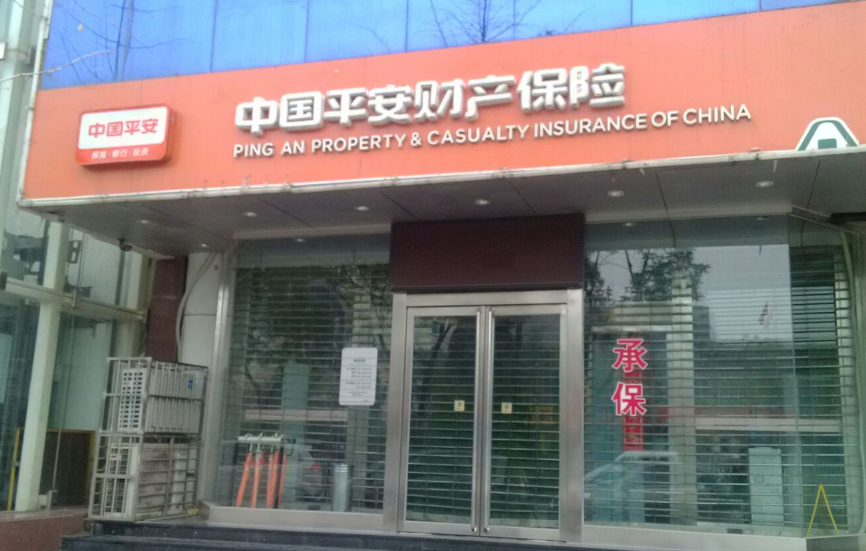 中国平安
保险·银行·投资
中国平安财产保险
PING AN PROPERTY & CASUALTY INSURANCE OF CHINA
承保